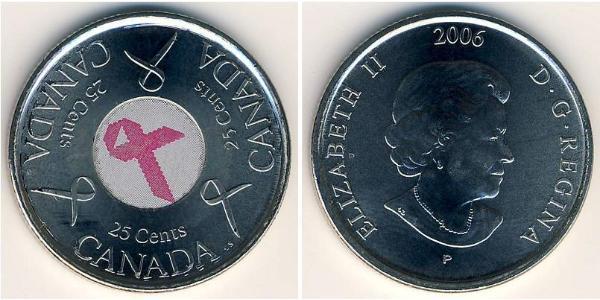 CANADA
25 Cents
CANADA
25 Cents
25 Cents
CANADA
ELIZABETH II
2006
D·G·REGINA
P